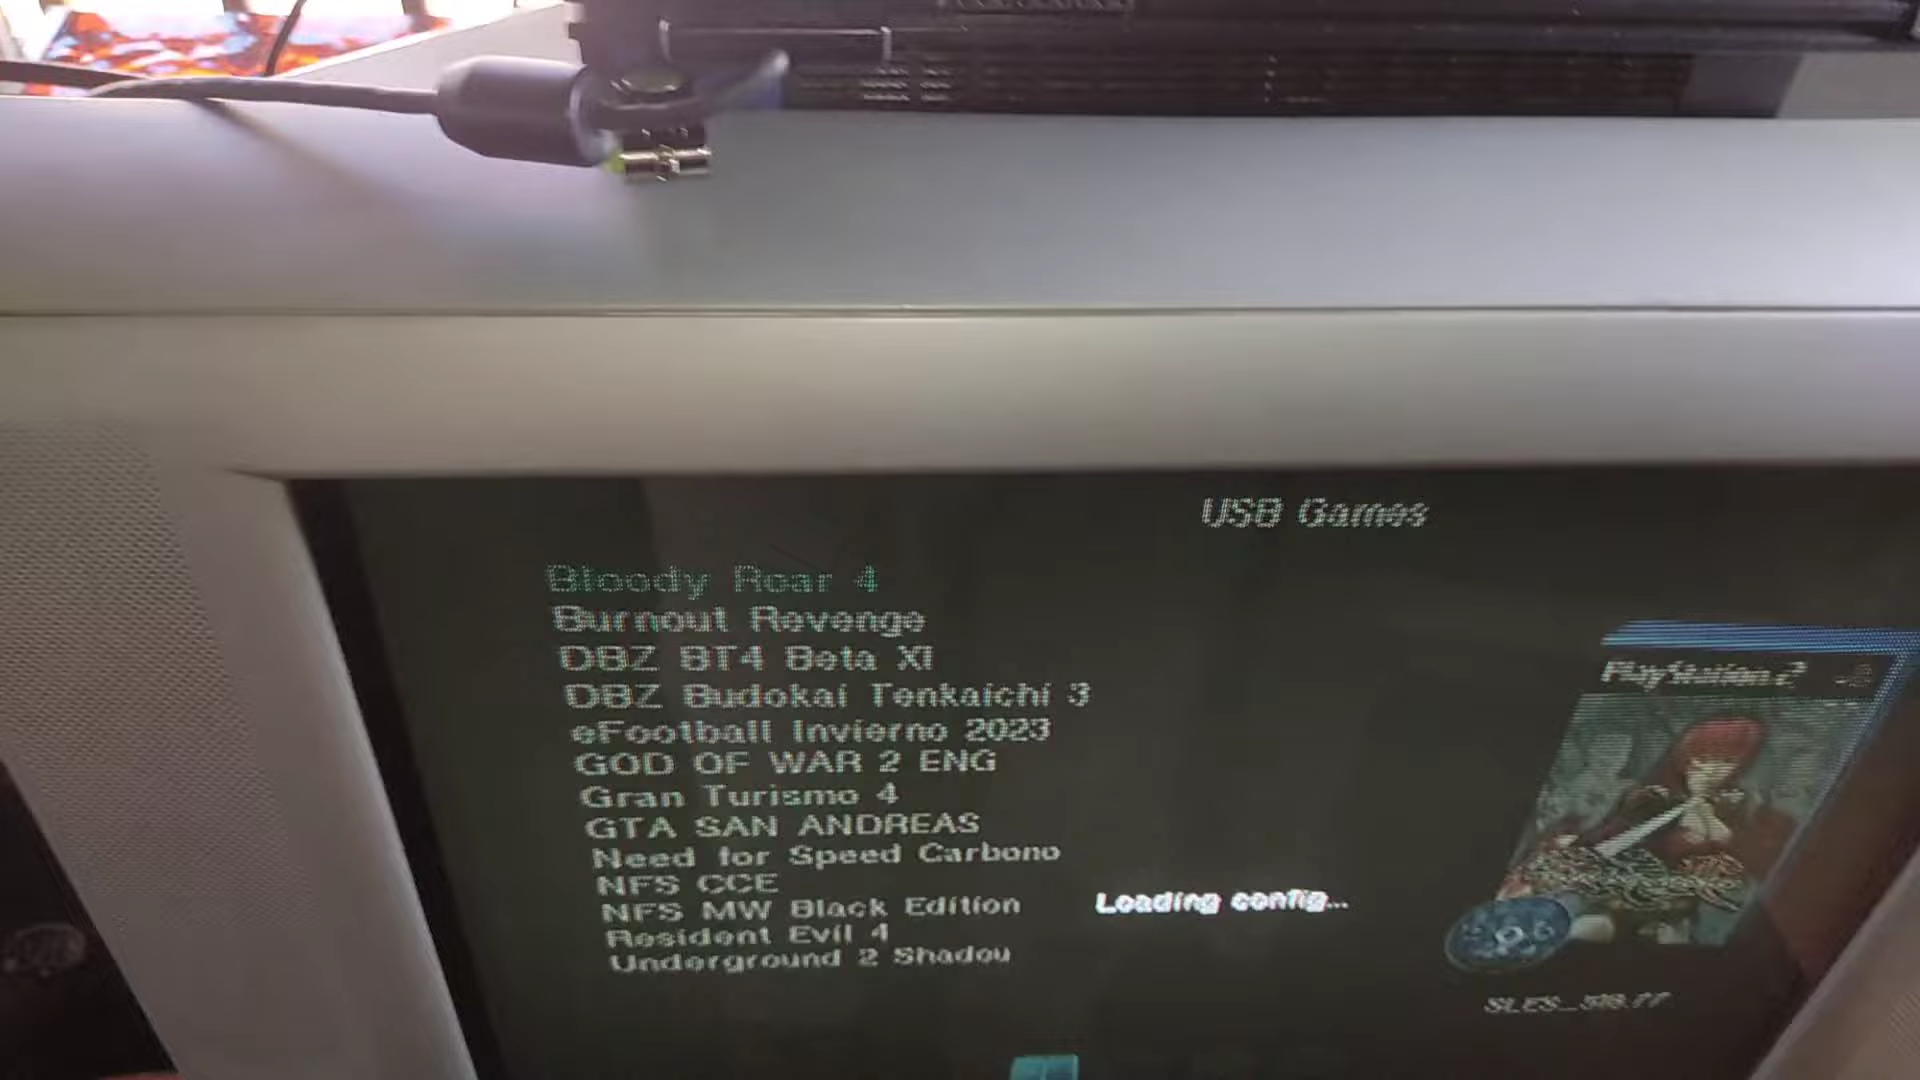 USB Games
Bloody Roar 4
Burnout Revenge
DBZ BT4 Beta XI
DBZ Budokai Tenkaichi 3
eFootball Invierno 2023
GOD OF WAR 2 ENG
Gran Turismo 4
GTA SAN ANDREAS
Need for Speed Carbono
NFS CCE
NFS MW Black Edition
Resident Evil 4
Underground 2 Shadou
Loading config...
PlayStation 2